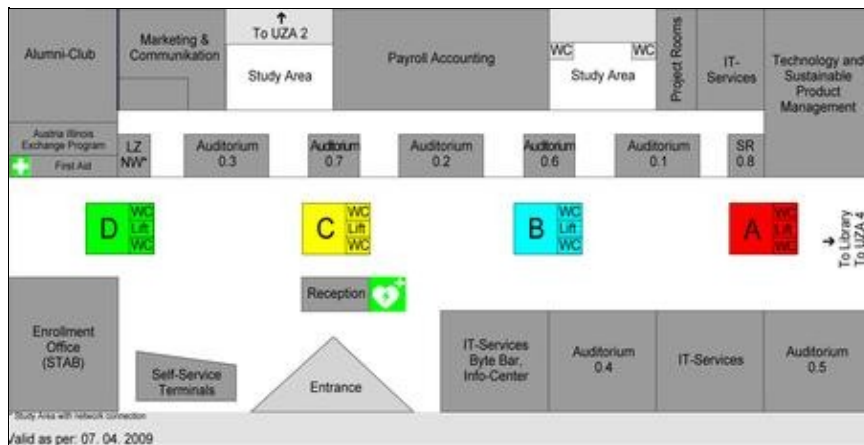 Alumni-Club
Marketing &
Communikation
To UZA 2
Study Area
Payroll Accounting
WC
WC
Study Area
Project Rooms
IT-
Services
Technology and
Sustainable
Product
Management
Austria Illinois
Exchange Program
First Aid
LZ
NW*
Auditorium
0.3
Auditorium
0.7
Auditorium
0.2
Auditorium
0.6
Auditorium
0.1
SR
0.8
D
WC
Lift
WC
C
WC
Lift
WC
B
WC
Lift
WC
A
WC
Lift
WC
To Library
To UZA 4
Reception
Enrollment
Office
(STAB)
Self-Service
Terminals
Entrance
IT-Services
Byte Bar,
Info-Center
Auditorium
0.4
IT-Services
Auditorium
0.5
* Study Area with network connection
Valid as per: 07. 04. 2009